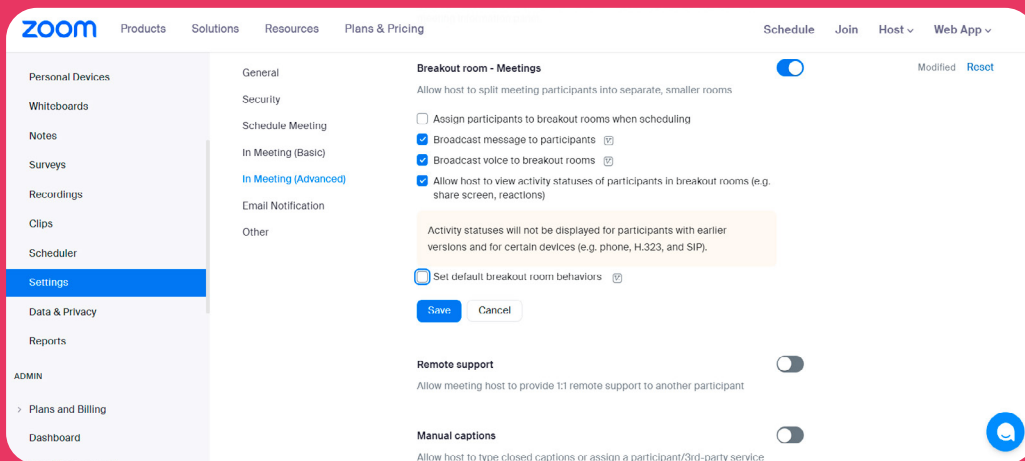 zoom
Products Solutions Resources Plans & Pricing Schedule Join Host Web App
Personal Devices
Whiteboards
Notes
Surveys
Recordings
Clips
Scheduler
Settings
Data & Privacy
Reports
ADMIN
Plans and Billing
Dashboard
General
Security
Schedule Meeting
In Meeting (Basic)
In Meeting (Advanced)
Email Notification
Other
Breakout room - Meetings
Modified Reset
Allow host to split meeting participants into separate, smaller rooms
Assign participants to breakout rooms when scheduling
Broadcast message to participants
Broadcast voice to breakout rooms
Allow host to view activity statuses of participants in breakout rooms (e.g.
share screen, reactions)
Activity statuses will not be displayed for participants with earlier
versions and for certain devices (e.g. phone, H.323, and SIP).
Set default breakout room behaviors
Save Cancel
Remote support
Allow meeting host to provide 1:1 remote support to another participant
Manual captions
Allow host to type closed captions or assign a participant/3rd-party service